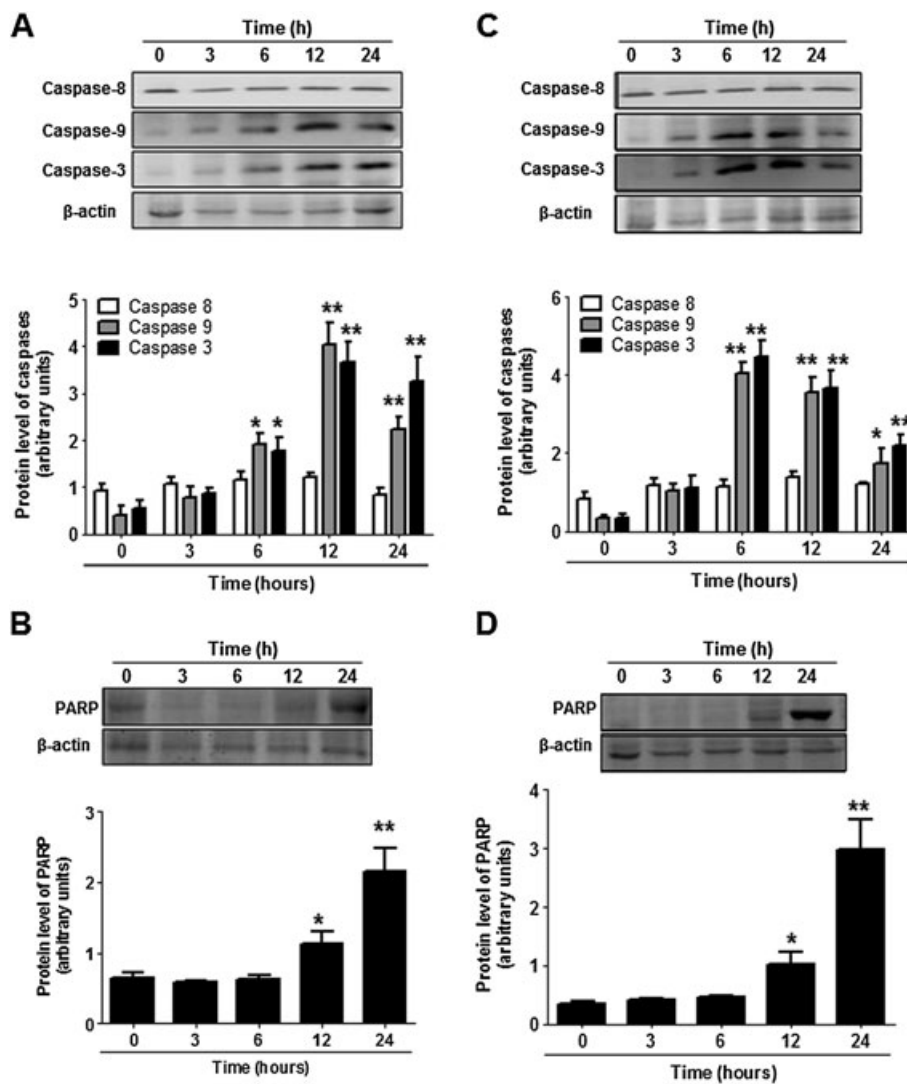 A
Time (h)
0 3 6 12 24
Caspase-8
Caspase-9
Caspase-3
β-actin
Protein level of caspases
(arbitrary units)
5
4
3
2
1
0
Caspase 8
Caspase 9
Caspase 3
* * ** ** ** **
0 3 6 12 24
Time (hours)
C
Time (h)
0 3 6 12 24
Caspase-8
Caspase-9
Caspase-3
β-actin
Protein level of caspases
(arbitrary units)
6
4
2
0
Caspase 8
Caspase 9
Caspase 3
** ** ** ** * **
0 3 6 12 24
Time (hours)
B
Time (h)
0 3 6 12 24
PARP
β-actin
Protein level of PARP
(arbitrary units)
3
2
1
0
* **
0 3 6 12 24
Time (hours)
D
Time (h)
0 3 6 12 24
PARP
β-actin
Protein level of PARP
(arbitrary units)
4
3
2
1
0
* **
0 3 6 12 24
Time (hours)